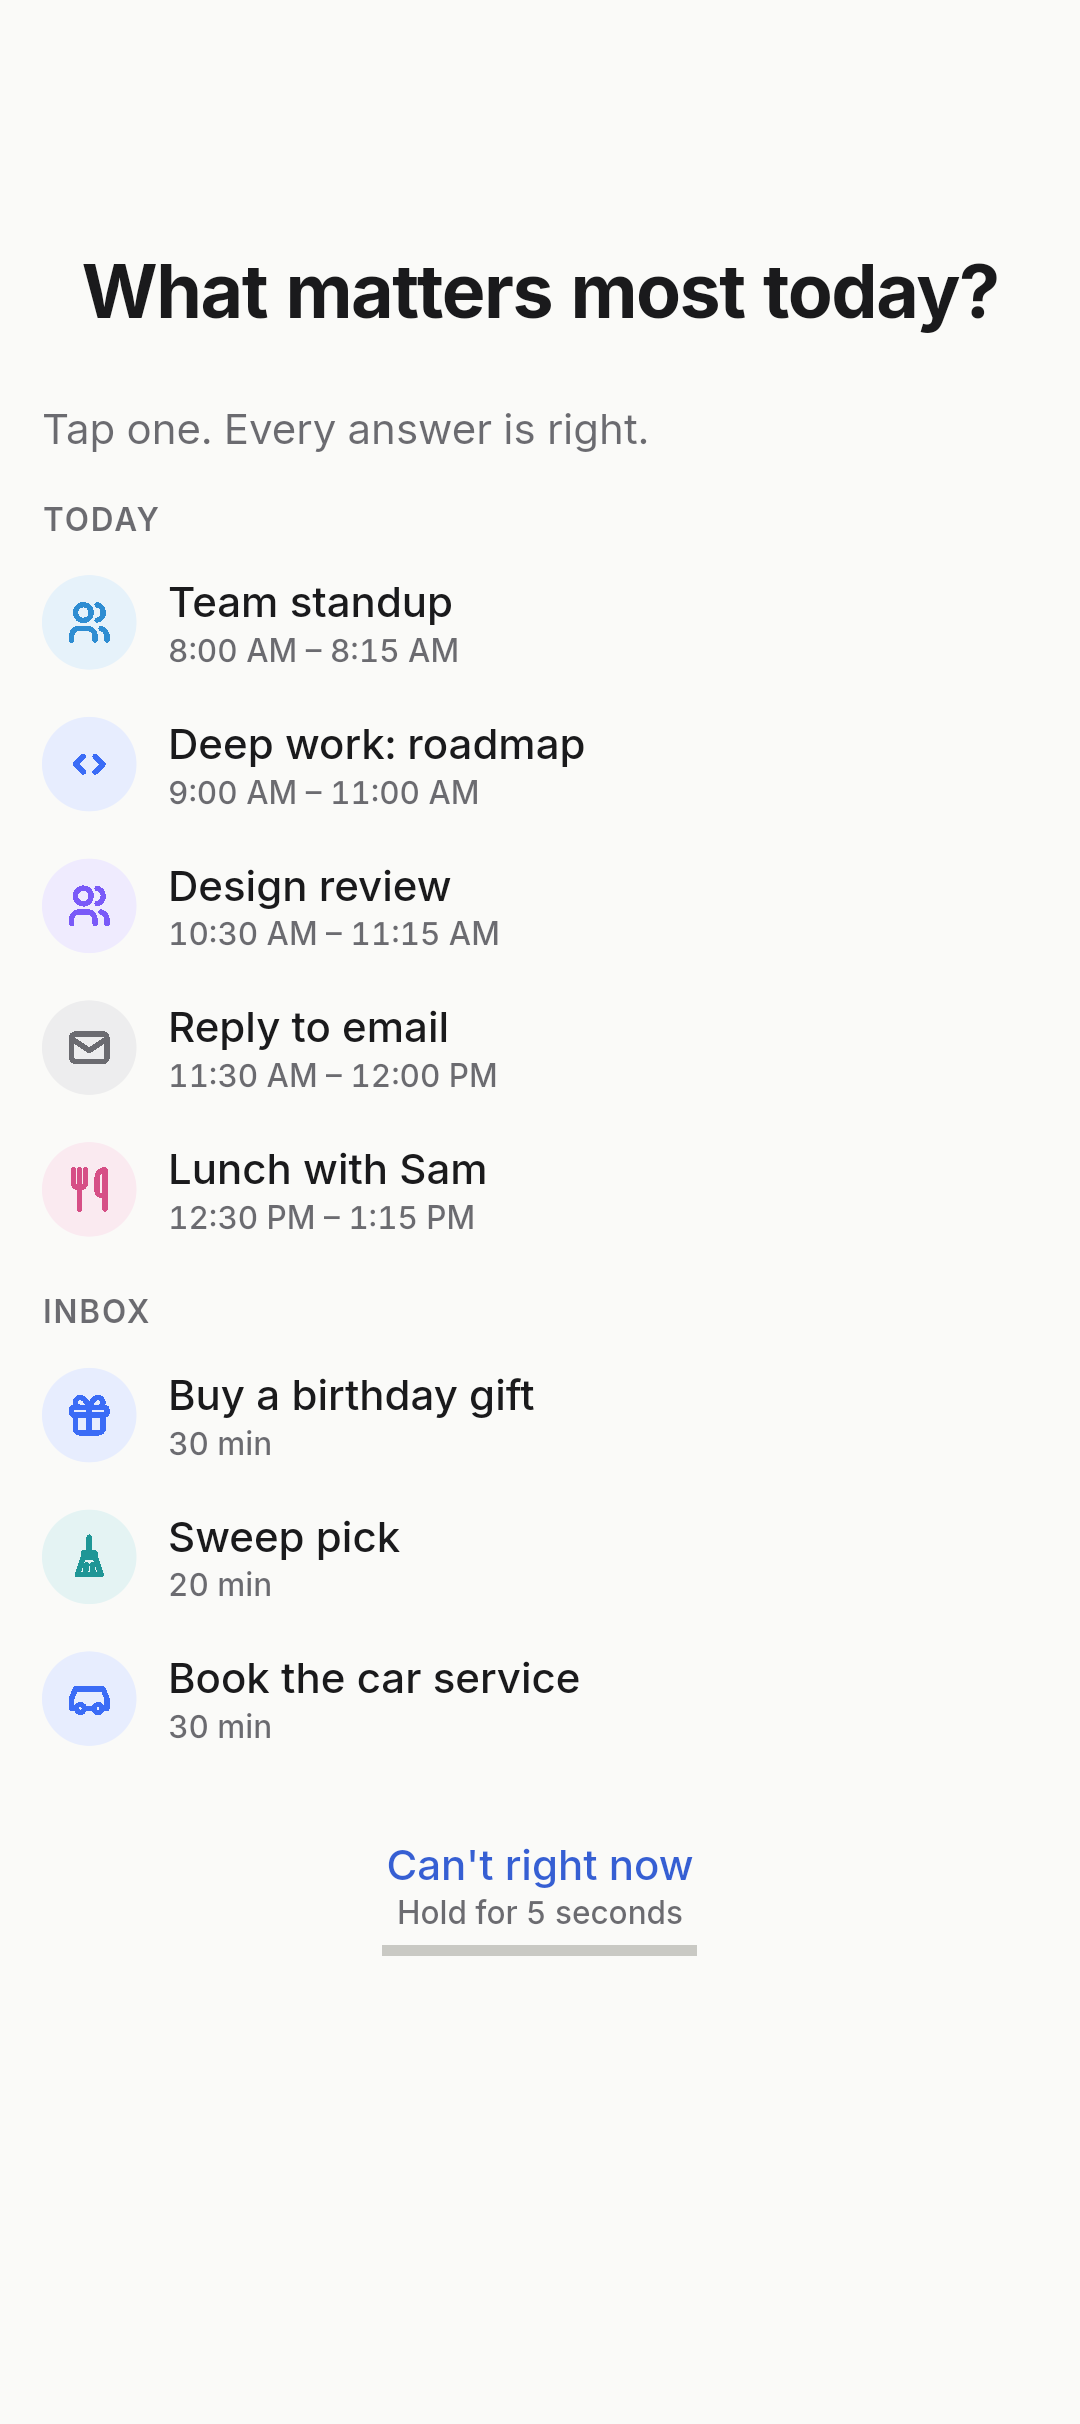 What matters most today?
Tap one. Every answer is right.
TODAY
Team standup
8:00 AM – 8:15 AM
Deep work: roadmap
9:00 AM – 11:00 AM
Design review
10:30 AM – 11:15 AM
Reply to email
11:30 AM – 12:00 PM
Lunch with Sam
12:30 PM – 1:15 PM
INBOX
Buy a birthday gift
30 min
Sweep pick
20 min
Book the car service
30 min
Can't right now
Hold for 5 seconds